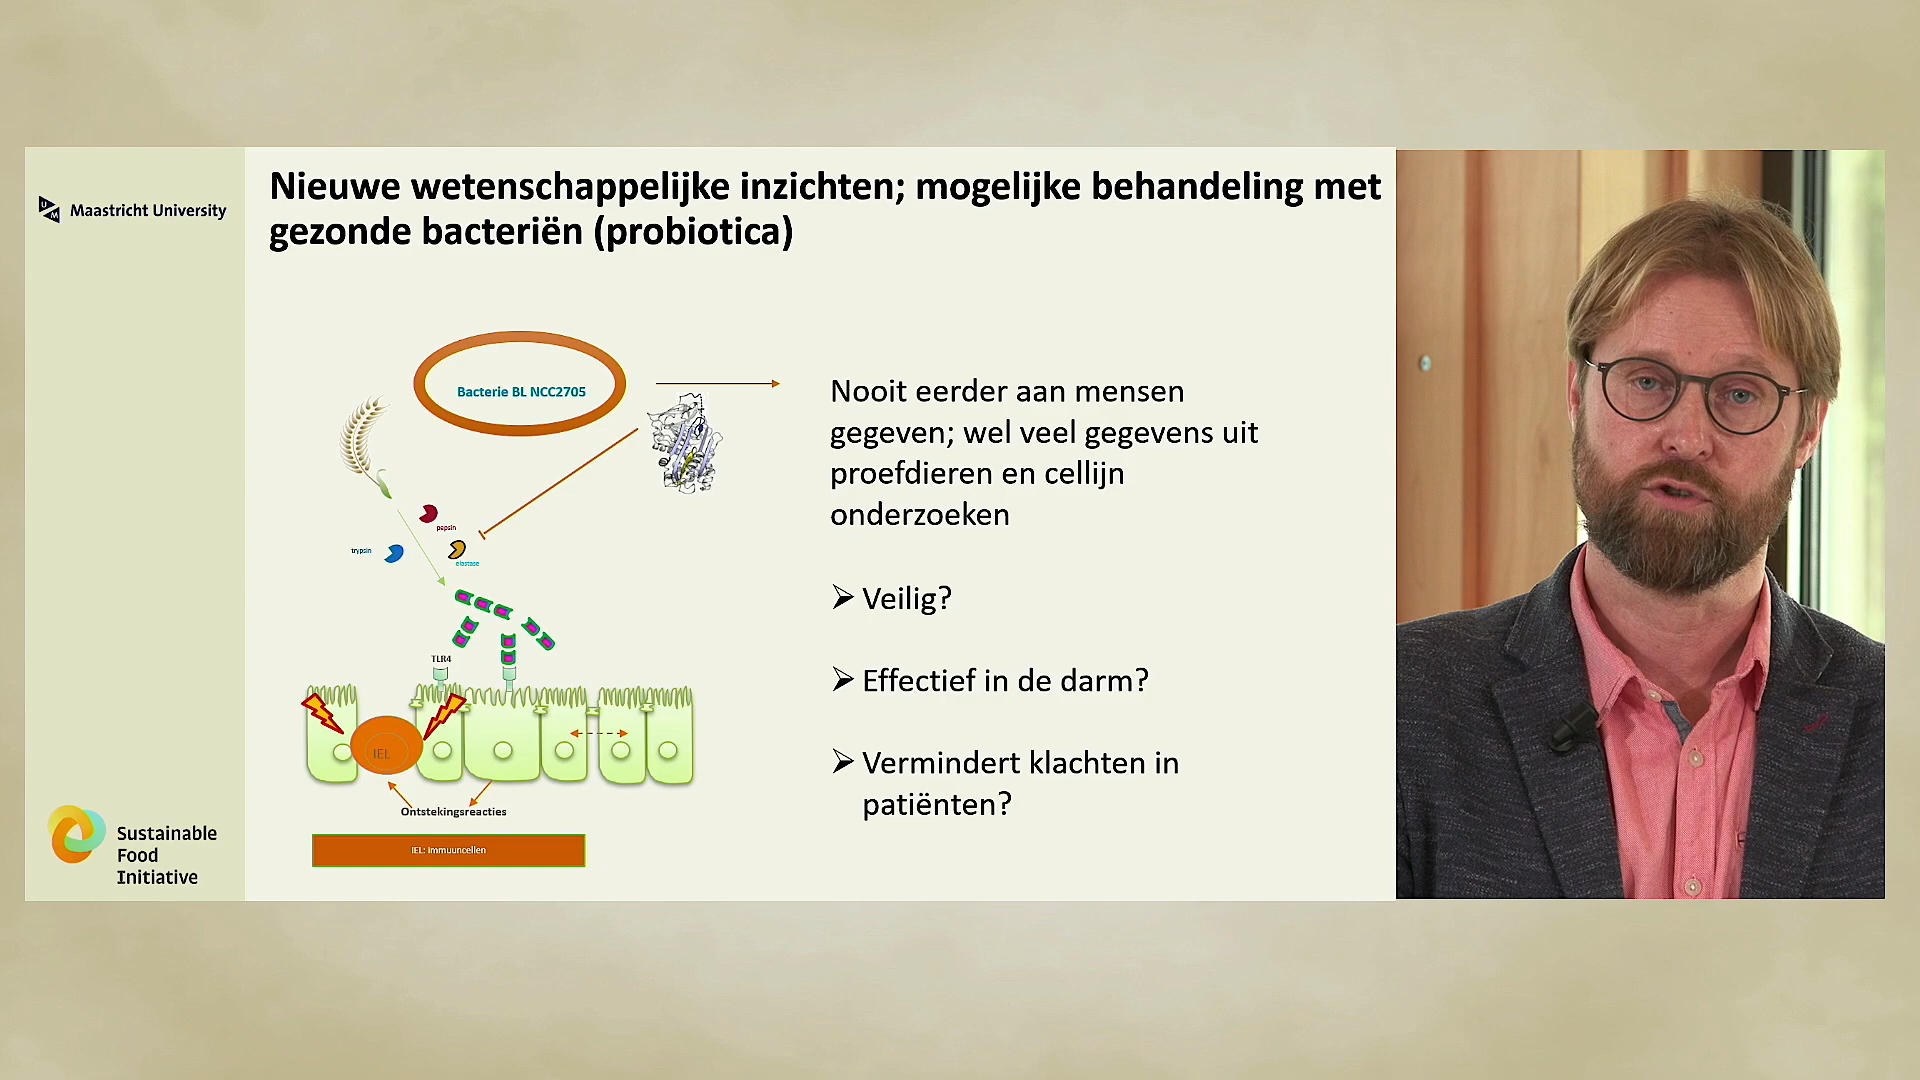 Nieuwe wetenschappelijke inzichten; mogelijke behandeling met
gezonde bacteriën (probiotica)
UM
Maastricht University
Bacterie BL NCC2705
Nooit eerder aan mensen
gegeven; wel veel gegevens uit
proefdieren en cellijn
onderzoeken
pepsin
trypsin
elastase
Veilig?
TLR4
Effectief in de darm?
IEL
Vermindert klachten in
patiënten?
Ontstekingsreacties
IEL: Immuuncellen
Sustainable
Food
Initiative